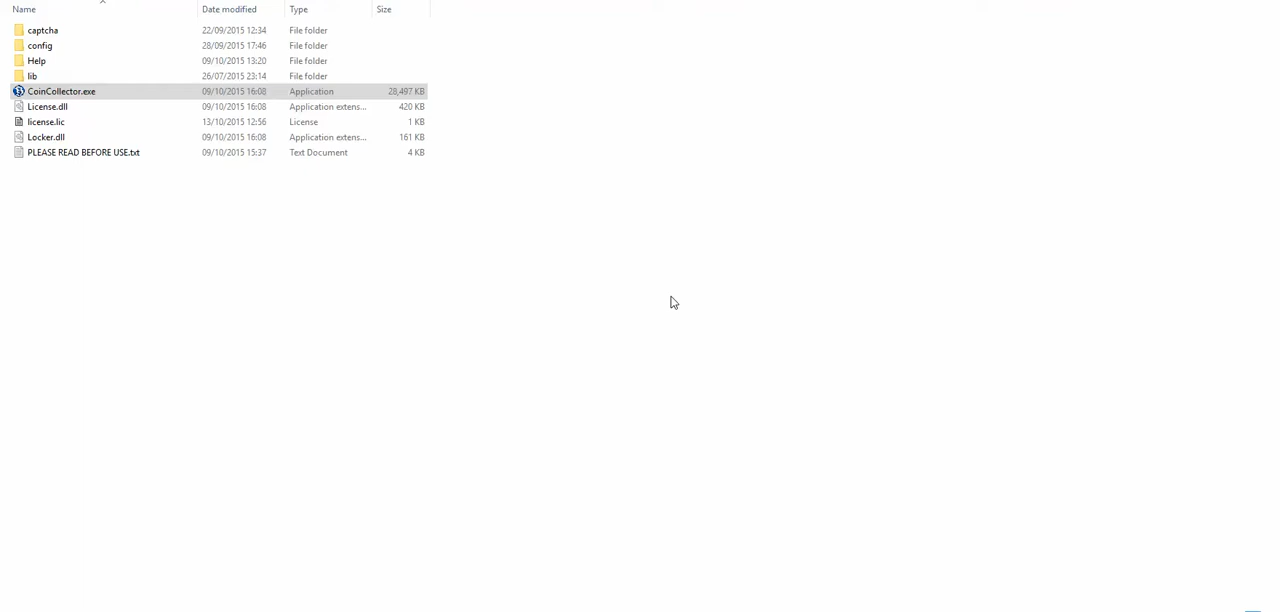 Name Date modified Type Size
captcha 22/09/2015 12:34 File folder
config 28/09/2015 17:46 File folder
Help 09/10/2015 13:20 File folder
lib 26/07/2015 23:14 File folder
CoinCollector.exe 09/10/2015 16:08 Application 28,497 KB
License.dll 09/10/2015 16:08 Application extens... 420 KB
license.lic 13/10/2015 12:56 License 1 KB
Locker.dll 09/10/2015 16:08 Application extens... 161 KB
PLEASE READ BEFORE USE.txt 09/10/2015 15:37 Text Document 4 KB